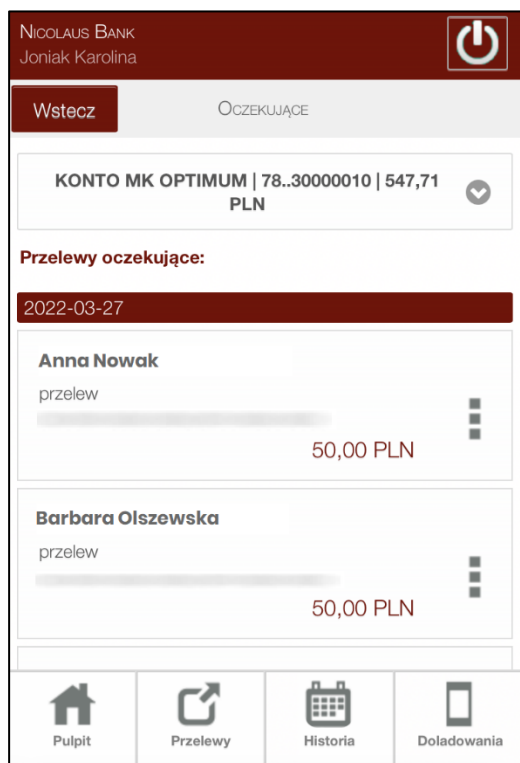 Nicolaus Bank
Joniak Karolina
Wstecz
Oczekujące
KONTO MK OPTIMUM | 78..30000010 | 547,71
PLN
Przelewy oczekujące:
2022-03-27
Anna Nowak
przelew
50,00 PLN
Barbara Olszewska
przelew
50,00 PLN
Pulpit
Przelewy
Historia
Doladowania